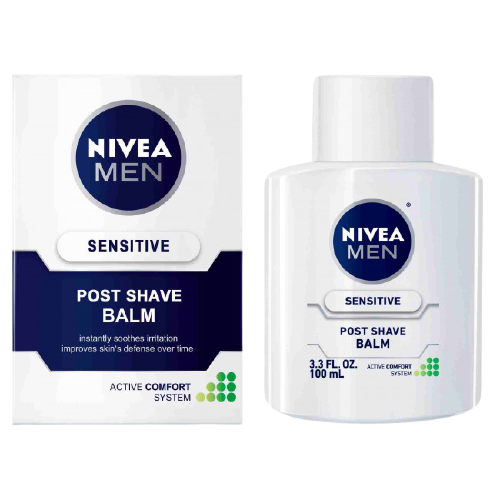 NIVEA
MEN
SENSITIVE
POST SHAVE
BALM
instantly soothes irritation
improves skin's defense over time
ACTIVE COMFORT
SYSTEM
®
NIVEA
MEN
SENSITIVE
POST SHAVE
BALM
3.3 FL. OZ.
100 mL
ACTIVE COMFORT
SYSTEM